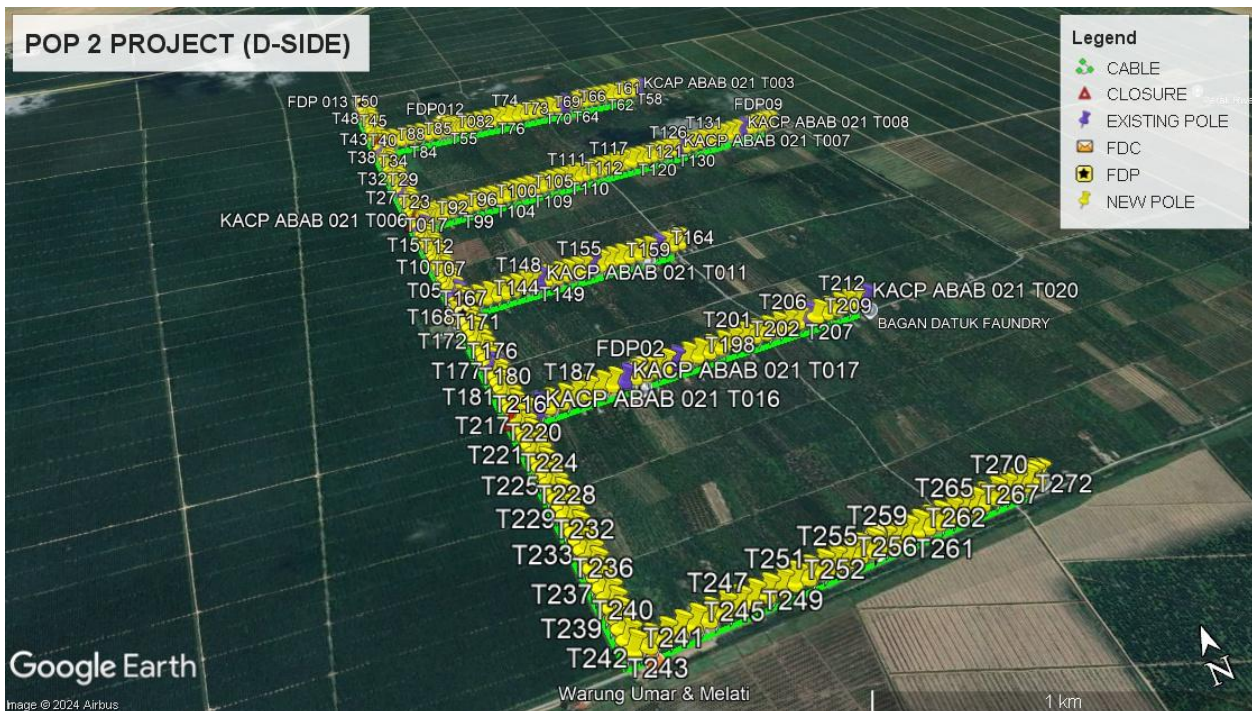 POP 2 PROJECT (D-SIDE)
Legend
CABLE
CLOSURE
EXISTING POLE
FDC
FDP
NEW POLE
KCAP ABAB 021 T003
T61
T66
T58
T69
T62
T74
T73
T64
T70
FDP 013 T50
FDP012
T48
T45
T082
T76
T85
T88
T55
T43
T40
T84
T38
T34
FDP09
T131
KACP ABAB 021 T008
T126
KACP ABAB 021 T007
T117
T121
T130
T111
T112
T120
T32
T29
T105
T110
T27
T23
T100
T96
T109
T92
T104
KACP ABAB 021 T006
T017
T99
T15
T12
T164
T155
T159
T10
T07
T148
KACP ABAB 021 T011
T05
T144
T149
T167
T168
T171
T212
KACP ABAB 021 T020
T206
T209
BAGAN DATUK FAUNDRY
T201
T202
T207
T172
T176
FDP02
T198
T177
T180
T187
KACP ABAB 021 T017
T181
T216
KACP ABAB 021 T016
T217
T220
T221
T224
T225
T228
T229
T232
T233
T236
T237
T240
T239
T241
T242
T243
T270
T272
T265
T267
T259
T262
T255
T256
T261
T251
T252
T247
T249
T245
Warung Umar & Melati
Google Earth
Image © 2024 Airbus
1 km
N